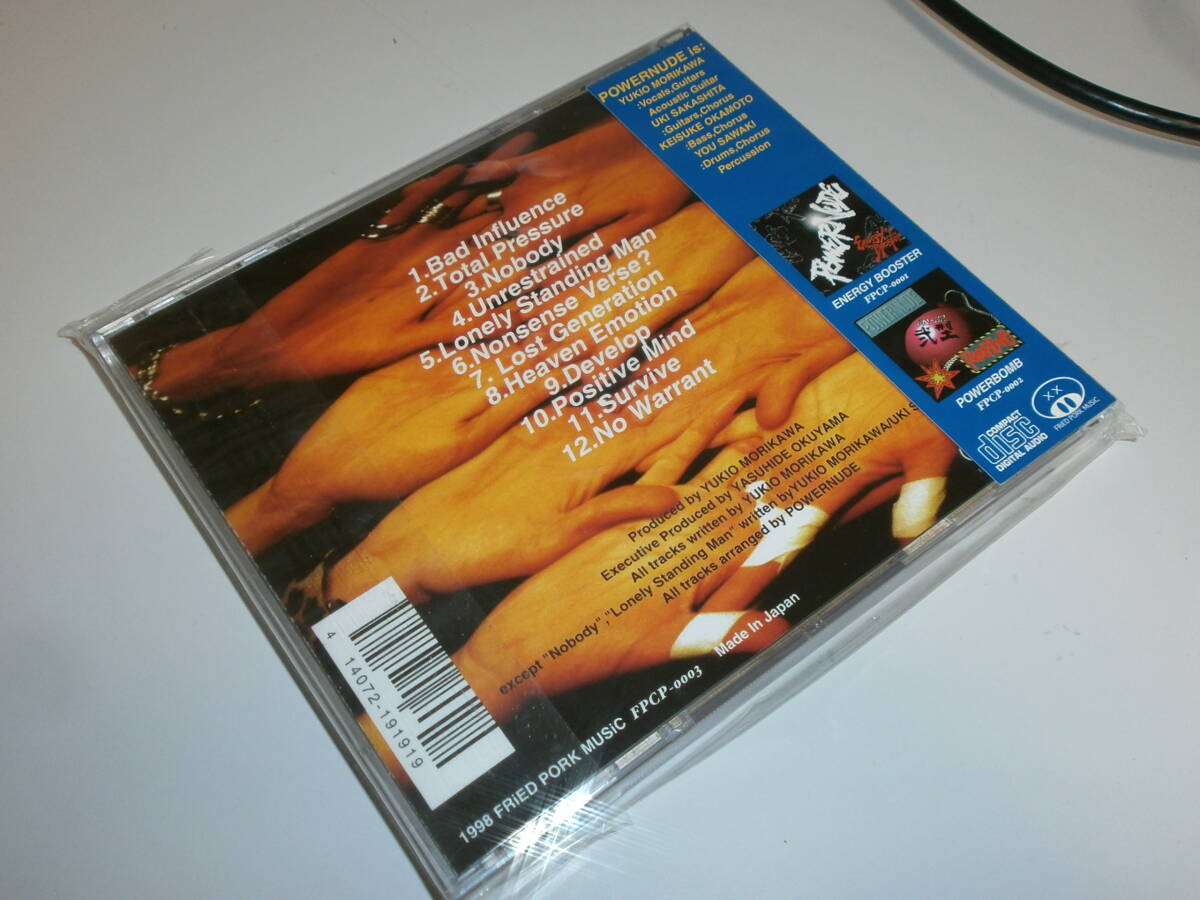 POWERNUDE is:
YUKIO MORIKAWA
:Vocals,Guitars
Acoustic Guitar
UKI SAKASHITA
:Guitars,Chorus
KEISUKE OKAMOTO
:Bass,Chorus
YOU SAWAKI
:Drums,Chorus
Percussion
POWERNUDE
ENERGY BOOSTER
FPCP-0001
弐型
POWERBOMB
FPCP-0002
FRiED PORK MUSiC
COMPACT
disc
DIGITAL AUDIO
1.Bad Influence
2.Total Pressure
3.Nobody
4.Unrestrained
5.Lonely Standing Man
6.Nonsense Verse?
7. Lost Generation
8.Heaven Emotion
9.Develop
10.Positive Mind
11.Survive
12.No Warrant
Produced by YUKIO MORIKAWA
Executive Produced by YASUHIDE OKUYAMA
All tracks written by YUKIO MORIKAWA
except "Nobody","Lonely Standing Man" written byYUKIO MORIKAWA/UKI S
All tracks arranged by POWERNUDE
4 14072-191919
1998 FRiED PORK MUSiC FPCP-0003 Made In Japan